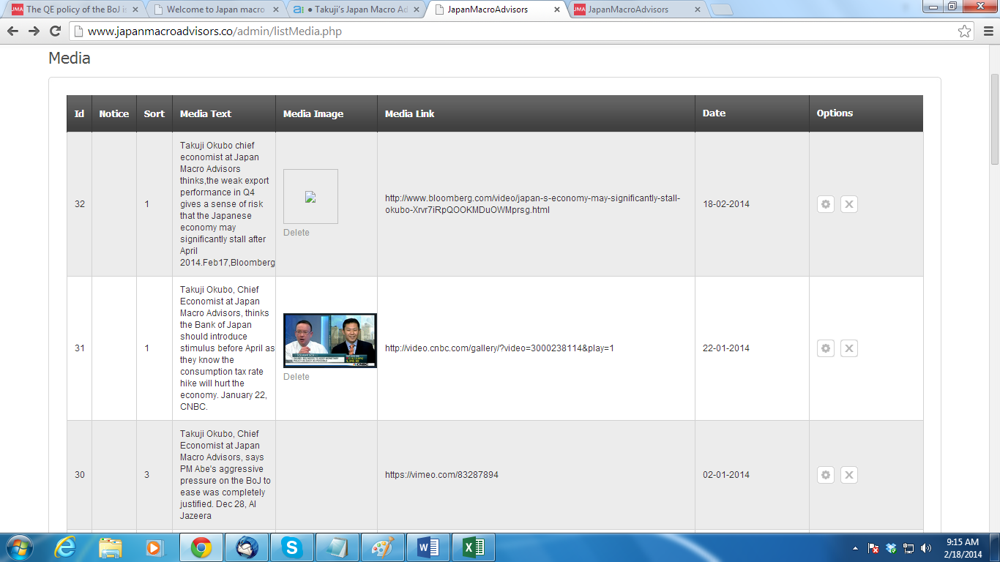 The QE policy of the BoJ is
Welcome to Japan macro
● Takuji's Japan Macro Ad
JapanMacroAdvisors
JapanMacroAdvisors
www.japanmacroadvisors.co/admin/listMedia.php
Media
Id Notice Sort Media Text Media Image Media Link Date Options
32
1
Takuji Okubo chief
economist at Japan
Macro Advisors
thinks,the weak export
performance in Q4
gives a sense of risk
that the Japanese
economy may
significantly stall after
April
2014.Feb17,Bloomberg
Delete
http://www.bloomberg.com/video/japan-s-economy-may-significantly-stall-
okubo-Xrvr7iRpQOOKMDuOWMprsg.html
18-02-2014
31
1
Takuji Okubo, Chief
Economist at Japan
Macro Advisors, thinks
the Bank of Japan
should introduce
stimulus before April as
they know the
consumption tax rate
hike will hurt the
economy. January 22,
CNBC.
Delete
http://video.cnbc.com/gallery/?video=3000238114&play=1
22-01-2014
30
3
Takuji Okubo, Chief
Economist at Japan
Macro Advisors, says
PM Abe's aggressive
pressure on the BoJ to
ease was completely
justified. Dec 28, Al
Jazeera
https://vimeo.com/83287894
02-01-2014
9:15 AM
2/18/2014